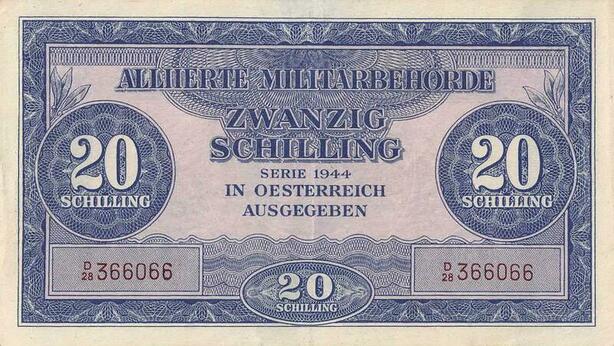 ALLIIERTE MILITÄRBEHÖRDE
ZWANZIG
SCHILLING
SERIE 1944
IN OESTERREICH
AUSGEGEBEN
20
SCHILLING
20
SCHILLING
D/28 366066
D/28 366066
20
SCHILLING